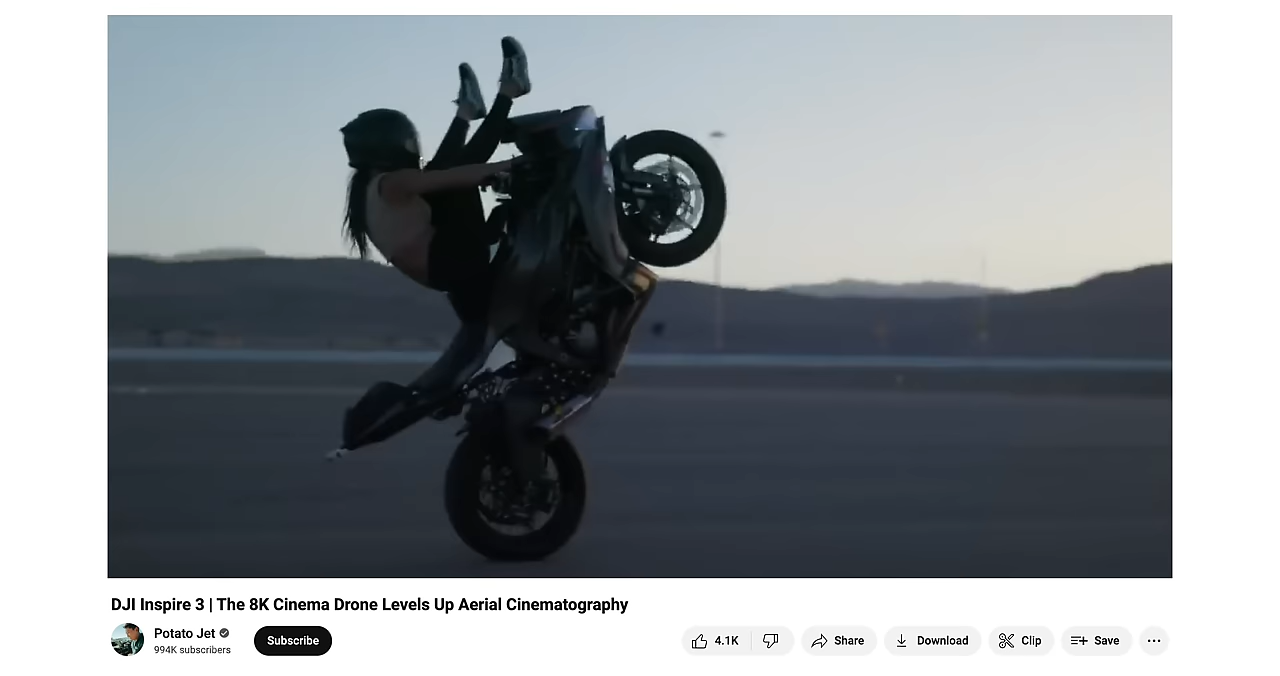 DJI Inspire 3 | The 8K Cinema Drone Levels Up Aerial Cinematography
Potato Jet
994K subscribers
Subscribe
4.1K
Share
Download
Clip
Save